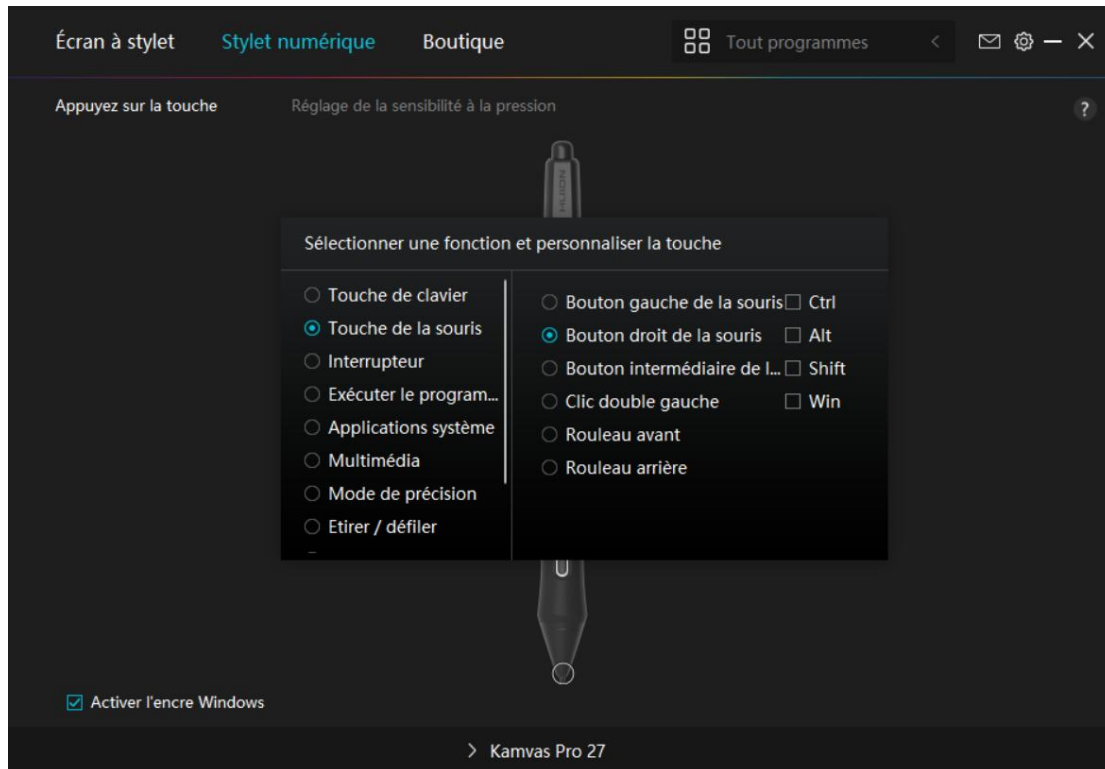 Écran à stylet Stylet numérique Boutique Tout programmes
Appuyez sur la touche Réglage de la sensibilité à la pression ?
HUION
Sélectionner une fonction et personnaliser la touche
Touche de clavier
Touche de la souris
Interrupteur
Exécuter le program...
Applications système
Multimédia
Mode de précision
Etirer / défiler
Bouton gauche de la souris Ctrl
Bouton droit de la souris Alt
Bouton intermédiaire de l... Shift
Clic double gauche Win
Rouleau avant
Rouleau arrière
Activer l'encre Windows
Kamvas Pro 27